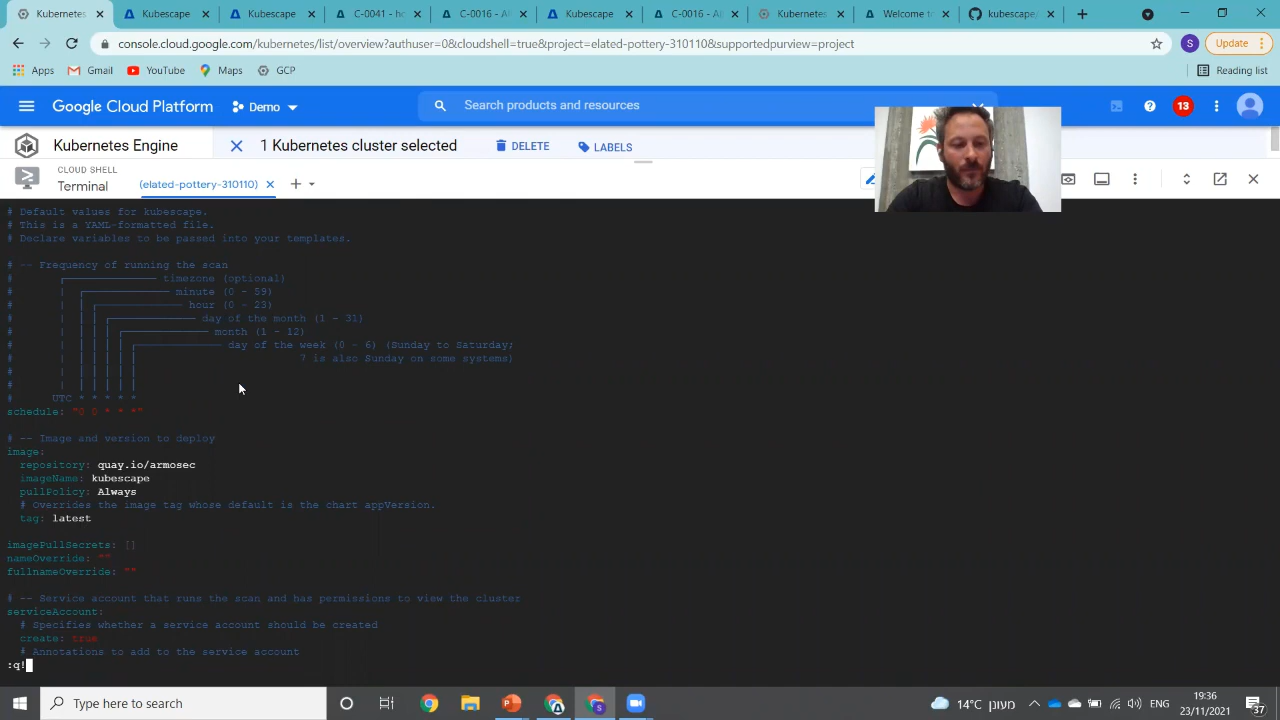 Kubescape
Kubescape
Kubescape
C-0041 - ho
C-0016 - Al
Kubescape
C-0016 - Al
Kubernetes
Welcome to
kubescape/
console.cloud.google.com/kubernetes/list/overview?authuser=0&cloudshell=true&project=elated-pottery-310110&supportedpurview=project
S
Update
Apps
Gmail
YouTube
Maps
GCP
Reading list
Google Cloud Platform
Demo
Search products and resources
13
Kubernetes Engine
1 Kubernetes cluster selected
DELETE
LABELS
CLOUD SHELL
Terminal
(elated-pottery-310110)
# Default values for kubescape.
# This is a YAML-formatted file.
# Declare variables to be passed into your templates.
# -- Frequency of running the scan
# ┌────────────── timezone (optional)
# | ┌───────────── minute (0 - 59)
# | │ ┌───────────── hour (0 - 23)
# | │ │ ┌───────────── day of the month (1 - 31)
# | │ │ │ ┌───────────── month (1 - 12)
# | │ │ │ │ ┌───────────── day of the week (0 - 6) (Sunday to Saturday;
# | │ │ │ │ │ 7 is also Sunday on some systems)
# | │ │ │ │ │
# | │ │ │ │ │
# UTC * * * * *
schedule: "0 0 * * *"
# -- Image and version to deploy
image:
repository: quay.io/armosec
imageName: kubescape
pullPolicy: Always
# Overrides the image tag whose default is the chart appVersion.
tag: latest
imagePullSecrets: []
nameOverride: ""
fullnameOverride: ""
# -- Service account that runs the scan and has permissions to view the cluster
serviceAccount:
# Specifies whether a service account should be created
create: true
# Annotations to add to the service account
:q!
Type here to search
14°C מעונן
ENG
19:36
23/11/2021
37